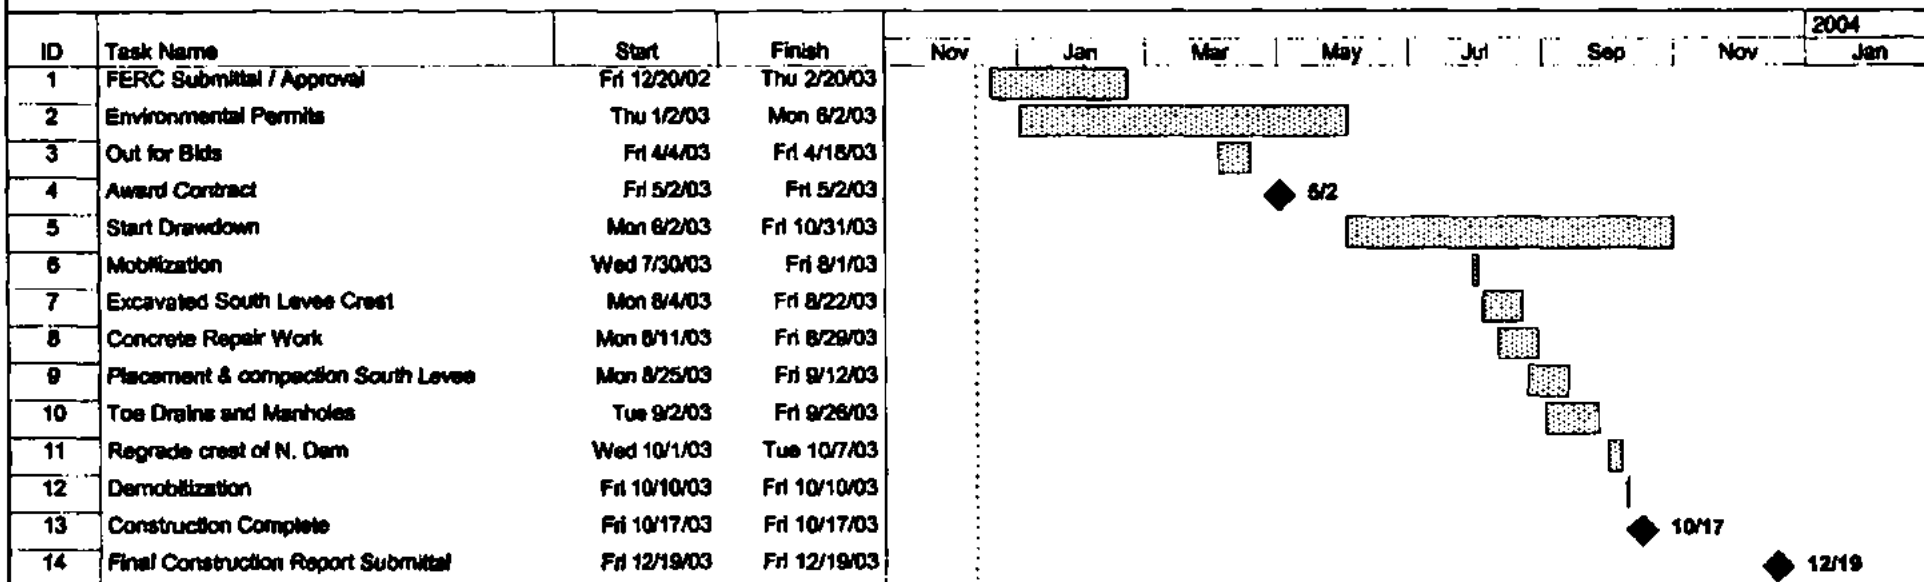 2004
ID Task Name Start Finish Nov Jan Mar May Jul Sep Nov Jan
1 FERC Submittal / Approval Fri 12/20/02 Thu 2/20/03
2 Environmental Permits Thu 1/2/03 Mon 6/2/03
3 Out for Bids Fri 4/4/03 Fri 4/18/03
4 Award Contract Fri 5/2/03 Fri 5/2/03 5/2
5 Start Drawdown Mon 6/2/03 Fri 10/31/03
6 Mobilization Wed 7/30/03 Fri 8/1/03
7 Excavated South Levee Crest Mon 8/4/03 Fri 8/22/03
8 Concrete Repair Work Mon 8/11/03 Fri 8/29/03
9 Placement & compaction South Levee Mon 8/25/03 Fri 9/12/03
10 Toe Drains and Manholes Tue 9/2/03 Fri 9/26/03
11 Regrade crest of N. Dam Wed 10/1/03 Tue 10/7/03
12 Demobilization Fri 10/10/03 Fri 10/10/03
13 Construction Complete Fri 10/17/03 Fri 10/17/03 10/17
14 Final Construction Report Submittal Fri 12/19/03 Fri 12/19/03 12/19